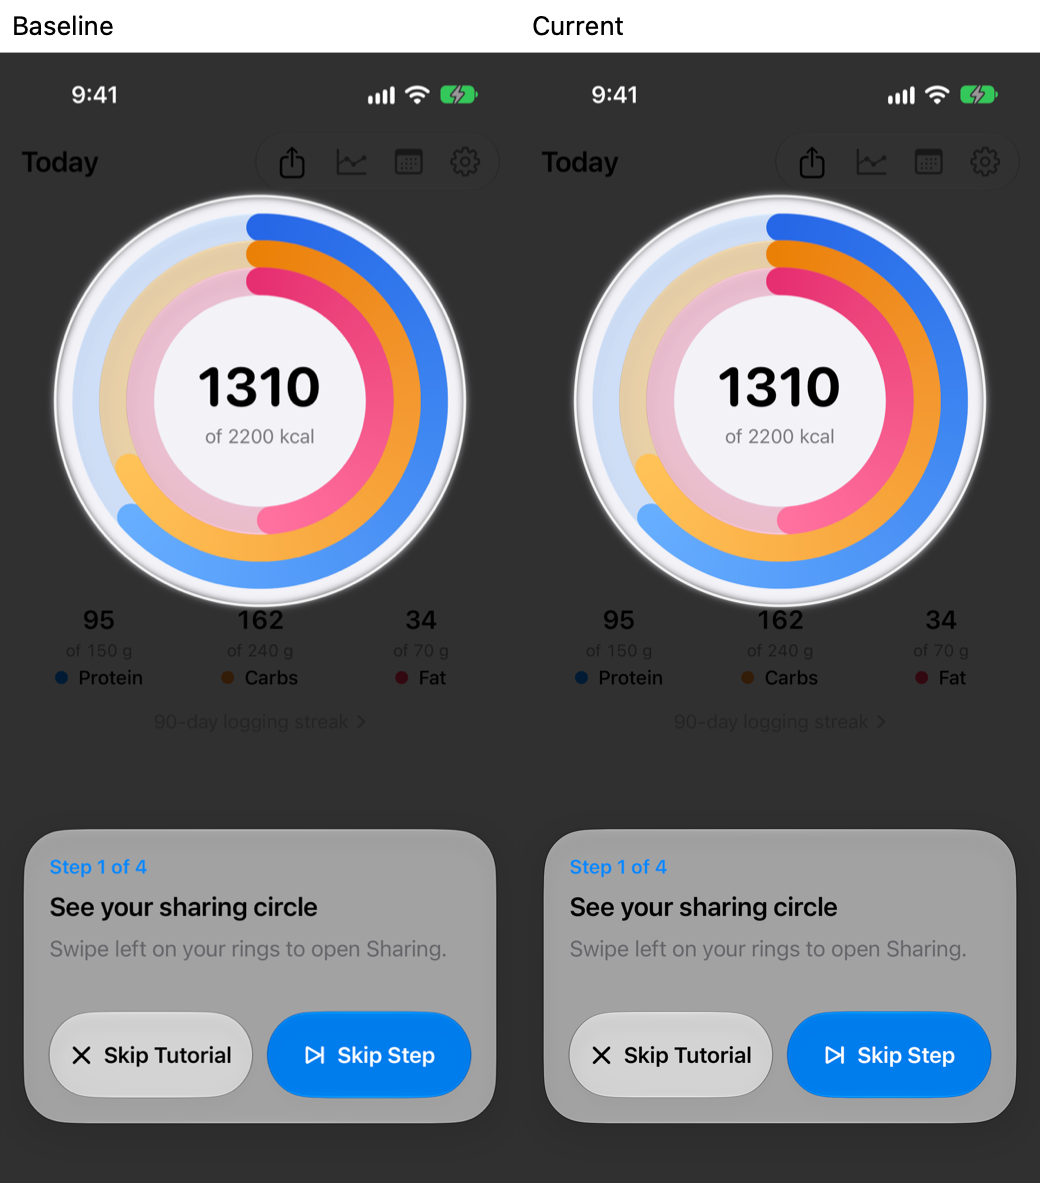 Baseline
Current
9:41
Today
1310
of 2200 kcal
95
162
34
of 150 g
of 240 g
of 70 g
Protein
Carbs
Fat
90-day logging streak >
Step 1 of 4
See your sharing circle
Swipe left on your rings to open Sharing.
Skip Tutorial
Skip Step
9:41
Today
1310
of 2200 kcal
95
162
34
of 150 g
of 240 g
of 70 g
Protein
Carbs
Fat
90-day logging streak >
Step 1 of 4
See your sharing circle
Swipe left on your rings to open Sharing.
Skip Tutorial
Skip Step